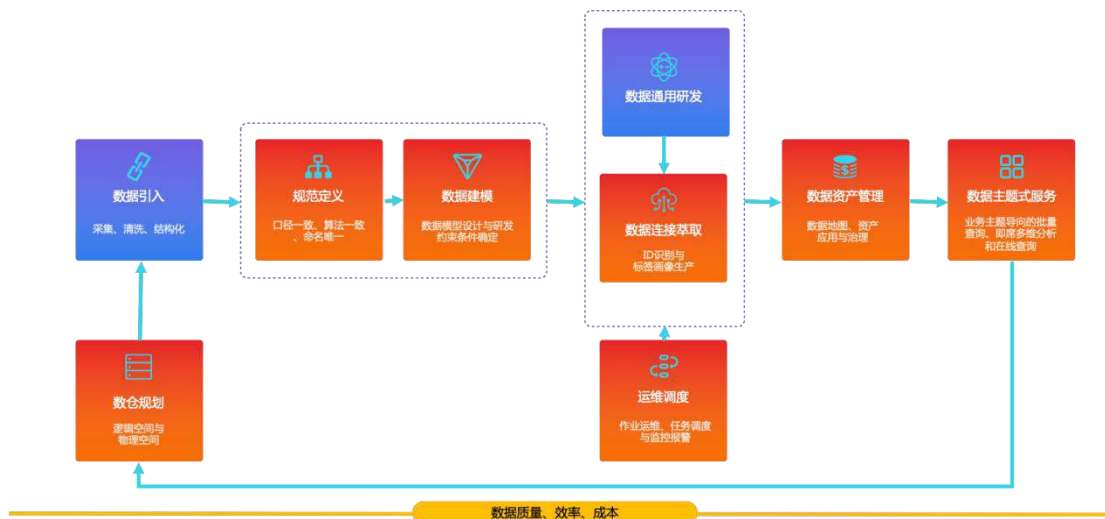 数据通用研发
数据引入
采集、清洗、结构化
规范定义
口径一致、算法一致
、命名唯一
数据建模
数据模型设计与研发
约束条件确定
数据连接萃取
ID识别与
标签画像生产
数据资产管理
数据地图、资产
应用与治理
数据主题式服务
业务主题导向的批量
查询、即席多维分析
和在线查询
数仓规划
逻辑空间与
物理空间
运维调度
作业运维、任务调度
与监控报警
数据质量、效率、成本